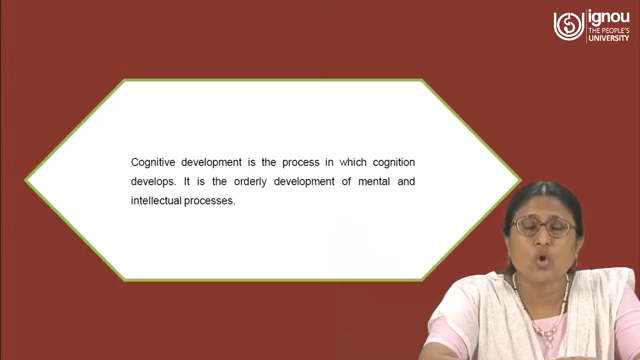 ignou
THE PEOPLE'S
UNIVERSITY
Cognitive development is the process in which cognition
develops. It is the orderly development of mental and
intellectual processes.